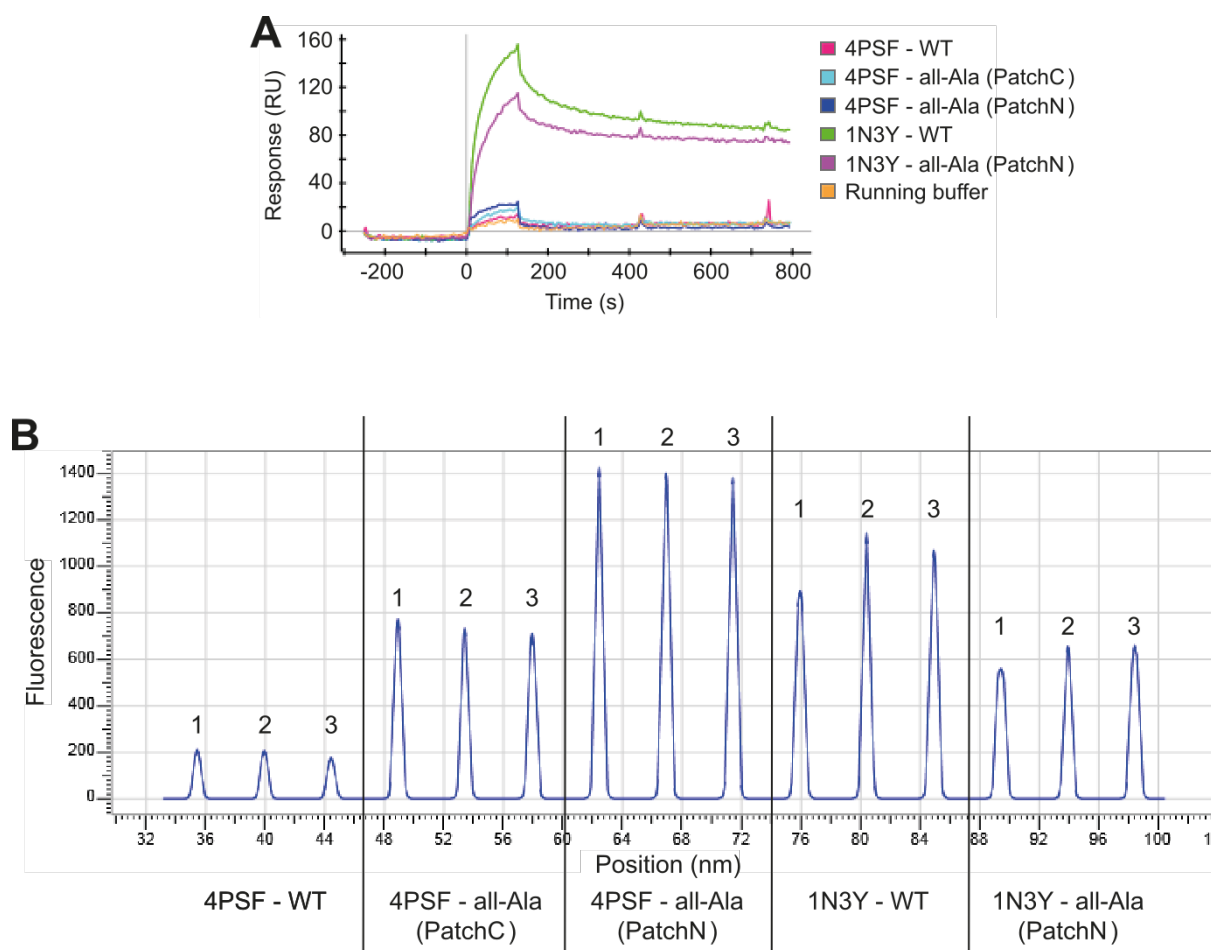 A
160
120
80
40
0
Response (RU)
-200 0 200 400 600 800
Time (s)
4PSF - WT
4PSF - all-Ala (PatchC)
4PSF - all-Ala (PatchN)
1N3Y - WT
1N3Y - all-Ala (PatchN)
Running buffer
B
1400
1200
1000
800
600
400
200
0
Fluorescence
1 2 3
1 2 3
1 2 3
1 2 3
1 2 3
32 36 40 44 48 52 56 60 64 68 72 76 80 84 88 92 96 100
Position (nm)
4PSF - WT
4PSF - all-Ala
(PatchC)
4PSF - all-Ala
(PatchN)
1N3Y - WT
1N3Y - all-Ala
(PatchN)